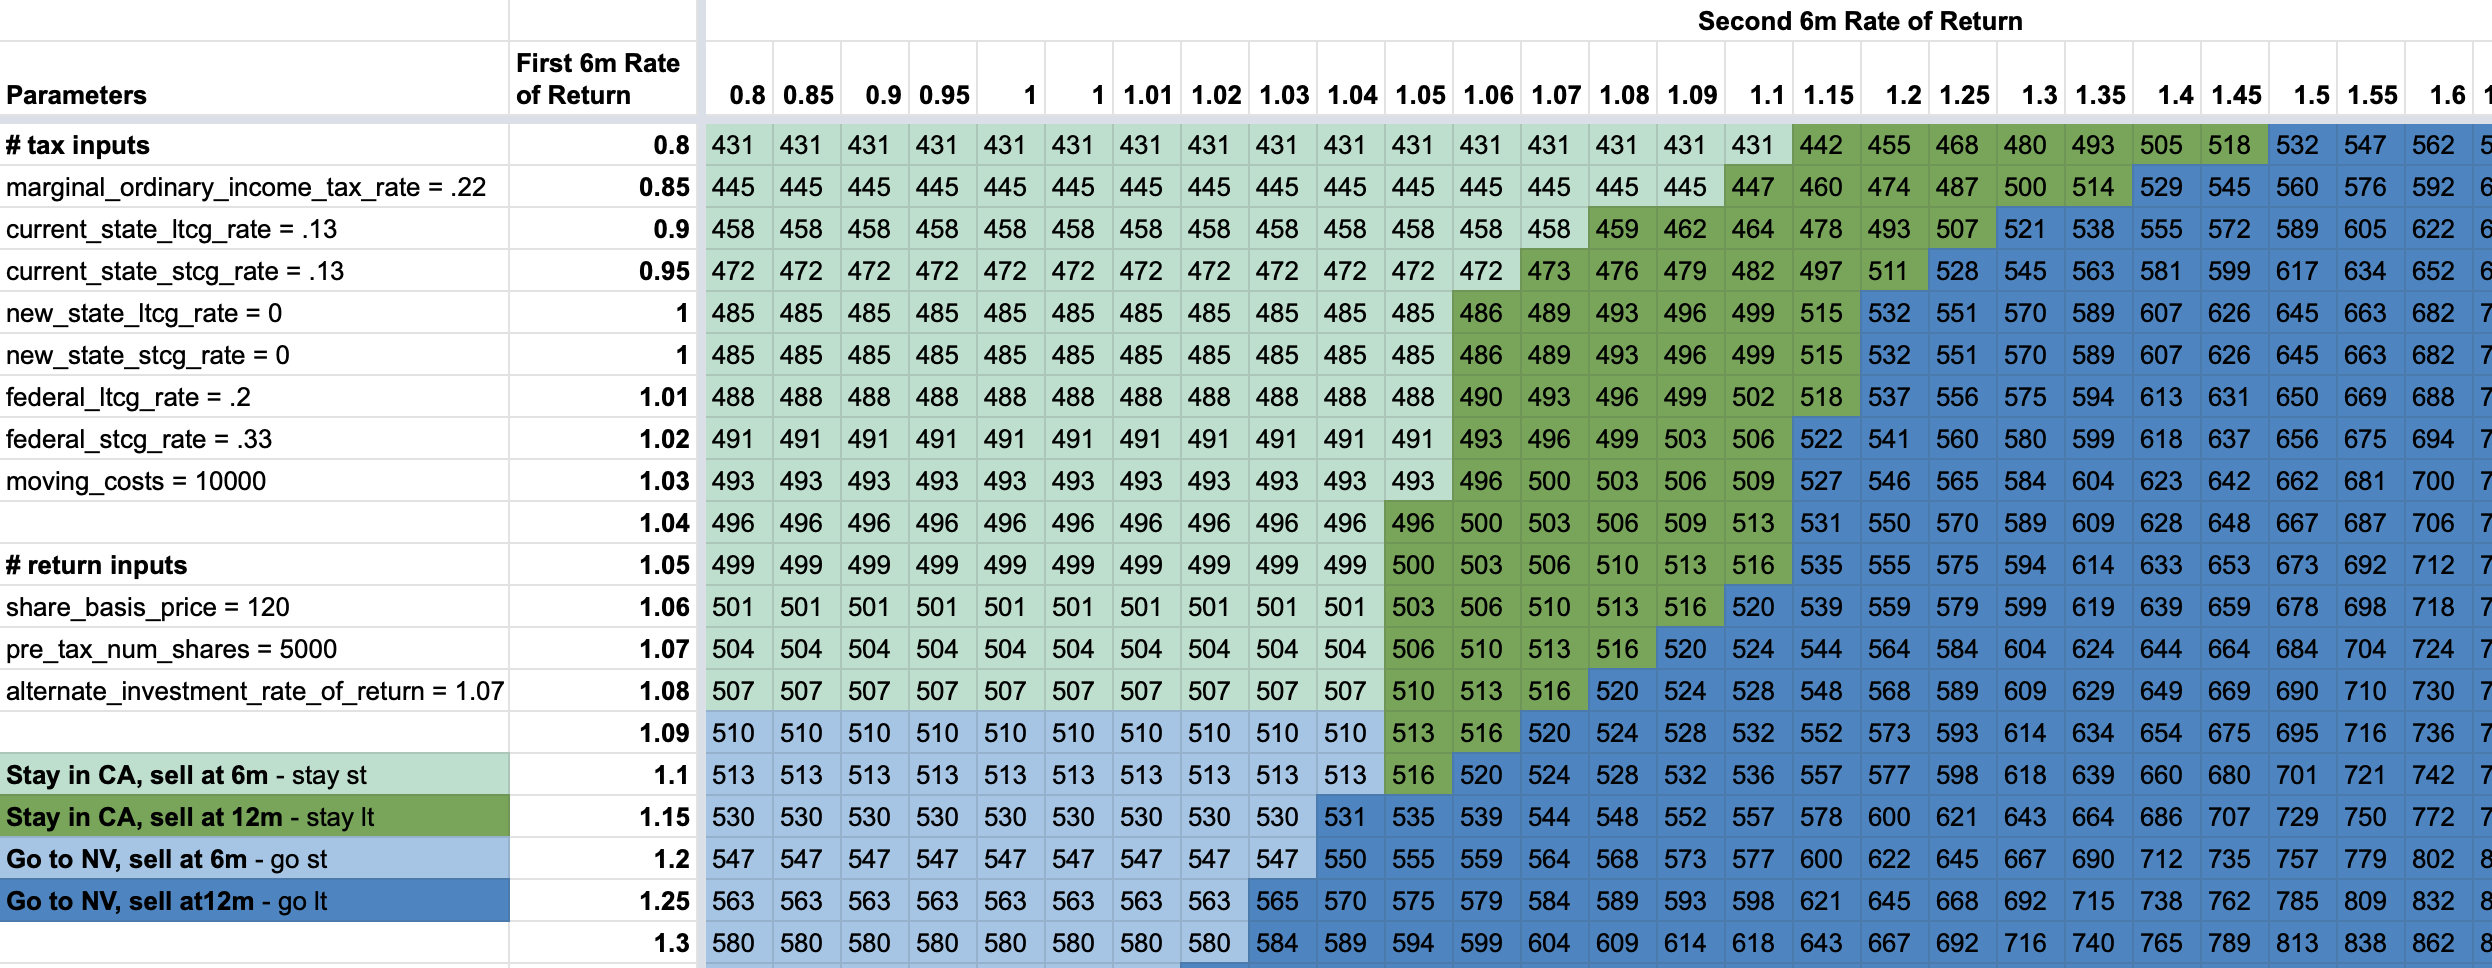 Second 6m Rate of Return
Parameters First 6m Rate of Return 0.8 0.85 0.9 0.95 1 1 1.01 1.02 1.03 1.04 1.05 1.06 1.07 1.08 1.09 1.1 1.15 1.2 1.25 1.3 1.35 1.4 1.45 1.5 1.55 1.6 1
# tax inputs 0.8 431 431 431 431 431 431 431 431 431 431 431 431 431 431 431 431 442 455 468 480 493 505 518 532 547 562 5
marginal_ordinary_income_tax_rate = .22 0.85 445 445 445 445 445 445 445 445 445 445 445 445 445 445 445 447 460 474 487 500 514 529 545 560 576 592 6
current_state_ltcg_rate = .13 0.9 458 458 458 458 458 458 458 458 458 458 458 458 458 459 462 464 478 493 507 521 538 555 572 589 605 622 6
current_state_stcg_rate = .13 0.95 472 472 472 472 472 472 472 472 472 472 472 472 473 476 479 482 497 511 528 545 563 581 599 617 634 652 6
new_state_ltcg_rate = 0 1 485 485 485 485 485 485 485 485 485 485 485 486 489 493 496 499 515 532 551 570 589 607 626 645 663 682 7
new_state_stcg_rate = 0 1 485 485 485 485 485 485 485 485 485 485 485 486 489 493 496 499 515 532 551 570 589 607 626 645 663 682 7
federal_ltcg_rate = .2 1.01 488 488 488 488 488 488 488 488 488 488 488 490 493 496 499 502 518 537 556 575 594 613 631 650 669 688 7
federal_stcg_rate = .33 1.02 491 491 491 491 491 491 491 491 491 491 491 493 496 499 503 506 522 541 560 580 599 618 637 656 675 694 7
moving_costs = 10000 1.03 493 493 493 493 493 493 493 493 493 493 493 496 500 503 506 509 527 546 565 584 604 623 642 662 681 700 7
1.04 496 496 496 496 496 496 496 496 496 496 496 500 503 506 509 513 531 550 570 589 609 628 648 667 687 706 7
# return inputs 1.05 499 499 499 499 499 499 499 499 499 499 500 503 506 510 513 516 535 555 575 594 614 633 653 673 692 712 7
share_basis_price = 120 1.06 501 501 501 501 501 501 501 501 501 501 503 506 510 513 516 520 539 559 579 599 619 639 659 678 698 718 7
pre_tax_num_shares = 5000 1.07 504 504 504 504 504 504 504 504 504 504 506 510 513 516 520 524 544 564 584 604 624 644 664 684 704 724 7
alternate_investment_rate_of_return = 1.07 1.08 507 507 507 507 507 507 507 507 507 507 510 513 516 520 524 528 548 568 589 609 629 649 669 690 710 730 7
1.09 510 510 510 510 510 510 510 510 510 510 513 516 520 524 528 532 552 573 593 614 634 654 675 695 716 736 7
Stay in CA, sell at 6m - stay st 1.1 513 513 513 513 513 513 513 513 513 513 516 520 524 528 532 536 557 577 598 618 639 660 680 701 721 742 7
Stay in CA, sell at 12m - stay lt 1.15 530 530 530 530 530 530 530 530 530 531 535 539 544 548 552 557 578 600 621 643 664 686 707 729 750 772 7
Go to NV, sell at 6m - go st 1.2 547 547 547 547 547 547 547 547 547 550 555 559 564 568 573 577 600 622 645 667 690 712 735 757 779 802 8
Go to NV, sell at12m - go lt 1.25 563 563 563 563 563 563 563 563 565 570 575 579 584 589 593 598 621 645 668 692 715 738 762 785 809 832 8
1.3 580 580 580 580 580 580 580 580 584 589 594 599 604 609 614 618 643 667 692 716 740 765 789 813 838 862 8